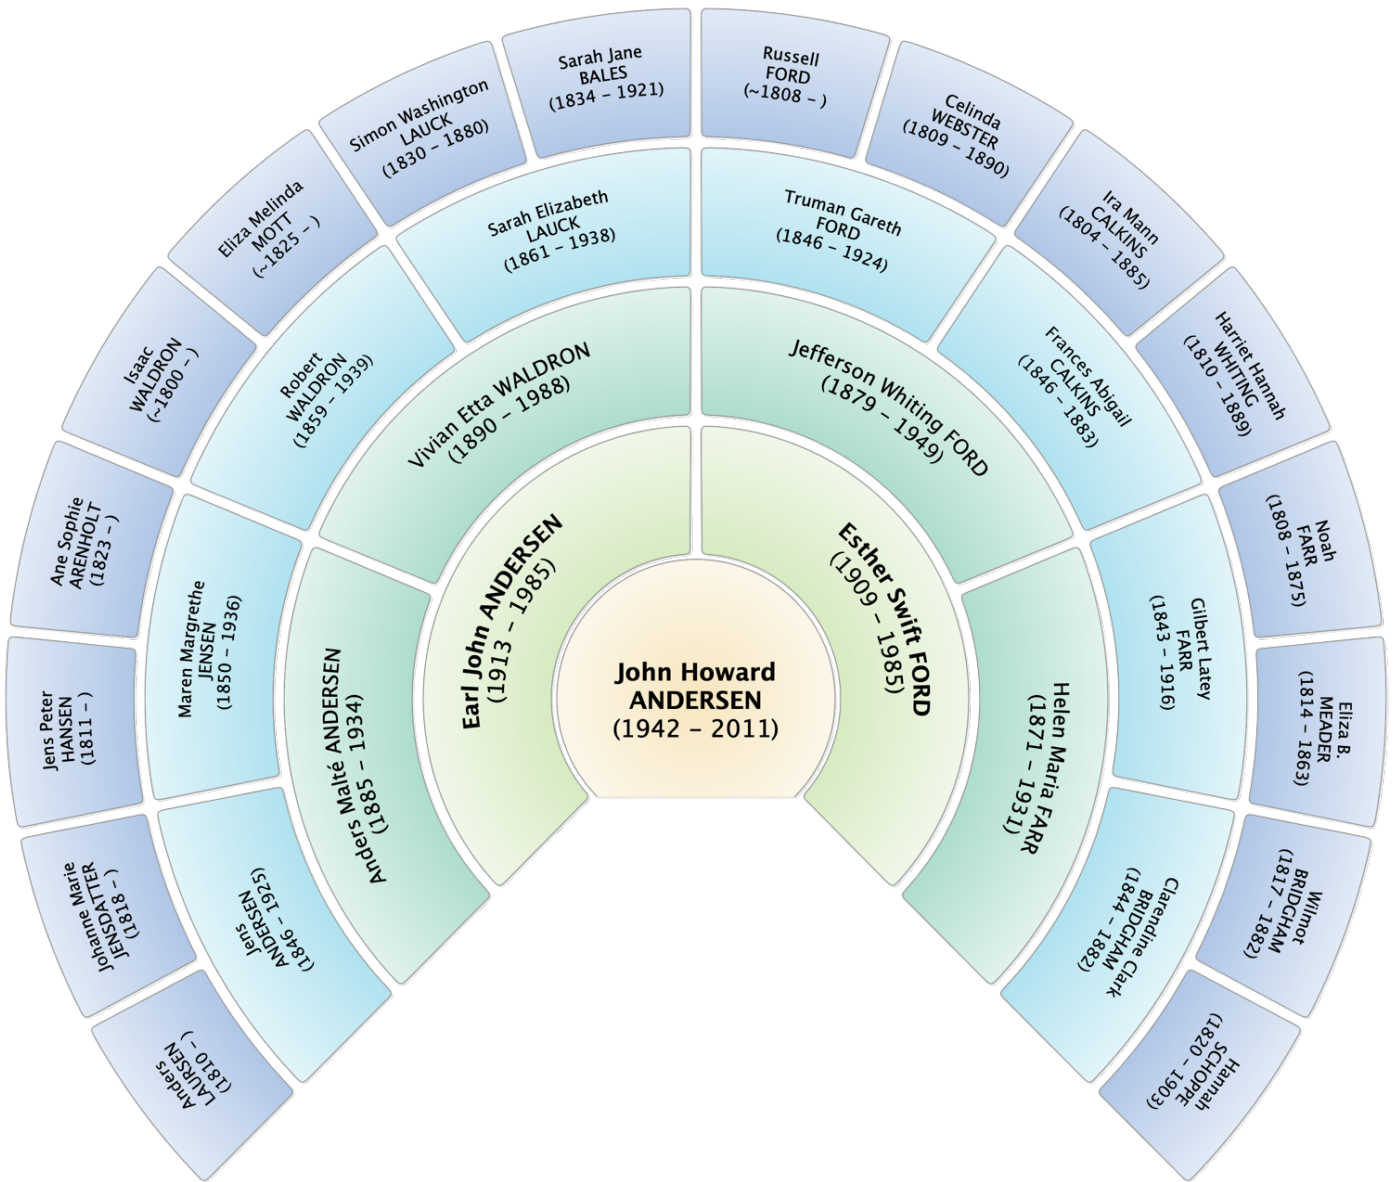 John Howard
ANDERSEN
(1942 – 2011)
Earl John ANDERSEN
(1913 – 1985)
Esther Swift FORD
(1909 – 1985)
Anders Malté ANDERSEN
(1885 – 1934)
Vivian Etta WALDRON
(1890 – 1988)
Jefferson Whiting FORD
(1879 – 1949)
Helen Maria FARR
(1871 – 1931)
Jens
ANDERSEN
(1846 – 1925)
Maren Margrethe
JENSEN
(1850 – 1936)
Robert
WALDRON
(1859 – 1939)
Sarah Elizabeth
LAUCK
(1861 – 1938)
Truman Gareth
FORD
(1846 – 1924)
Frances Abigail
CALKINS
(1846 – 1883)
Gilbert Latey
FARR
(1843 – 1916)
Clarendine Clark
BRIDGHAM
(1844 – 1882)
Anders
LAURSEN
(1810 – )
Johanne Marie
JENSDATTER
(1818 – )
Jens Peter
HANSEN
(1811 – )
Ane Sophie
ARENHOLT
(1823 – )
Isaac
WALDRON
(~1800 – )
Eliza Melinda
MOTT
(~1825 – )
Simon Washington
LAUCK
(1830 – 1880)
Sarah Jane
BALES
(1834 – 1921)
Russell
FORD
(~1808 – )
Celinda
WEBSTER
(1809 – 1890)
Ira Mann
CALKINS
(1804 – 1885)
Harriet Hannah
WHITING
(1810 – 1889)
Noah
FARR
(1808 – 1875)
Eliza B.
MEADER
(1814 – 1863)
Wilmot
BRIDGHAM
(1817 – 1882)
Hannah
SCHOPPE
(1820 – 1903)